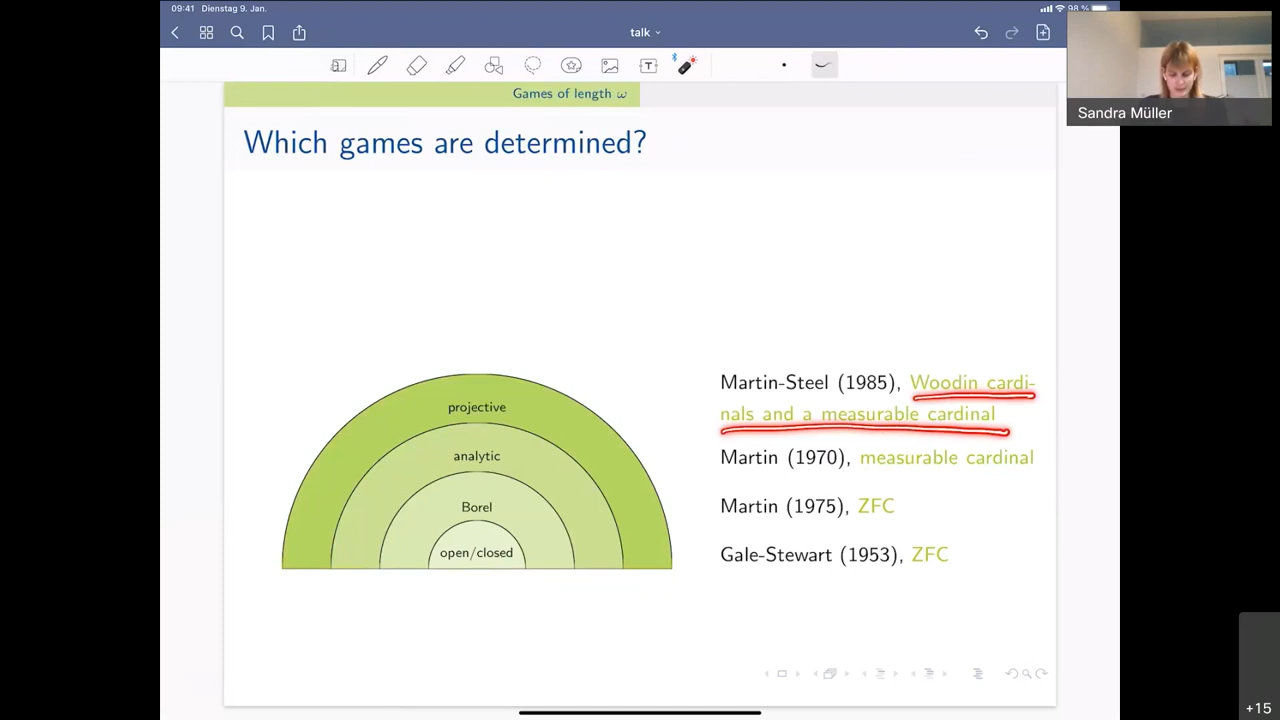 09:41 Dienstag 9. Jan.
98 %
talk
T
Sandra Müller
Games of length ω
Which games are determined?
projective
analytic
Borel
open/closed
Martin-Steel (1985), Woodin cardi-
nals and a measurable cardinal
Martin (1970), measurable cardinal
Martin (1975), ZFC
Gale-Stewart (1953), ZFC
+15